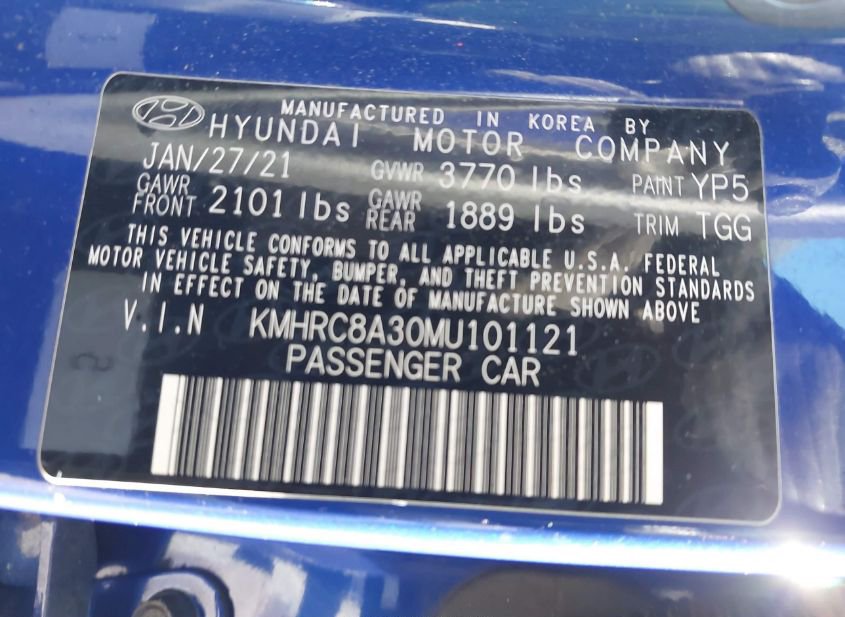 MANUFACTURED IN KOREA BY
HYUNDAI MOTOR COMPANY
JAN/27/21 GVWR 3770 lbs PAINT YP5
GAWR FRONT 2101 lbs GAWR REAR 1889 lbs TRIM TGG
THIS VEHICLE CONFORMS TO ALL APPLICABLE U.S.A. FEDERAL
MOTOR VEHICLE SAFETY, BUMPER, AND THEFT PREVENTION STANDARDS
IN EFFECT ON THE DATE OF MANUFACTURE SHOWN ABOVE
V.I.N KMHRC8A30MU101121
PASSENGER CAR